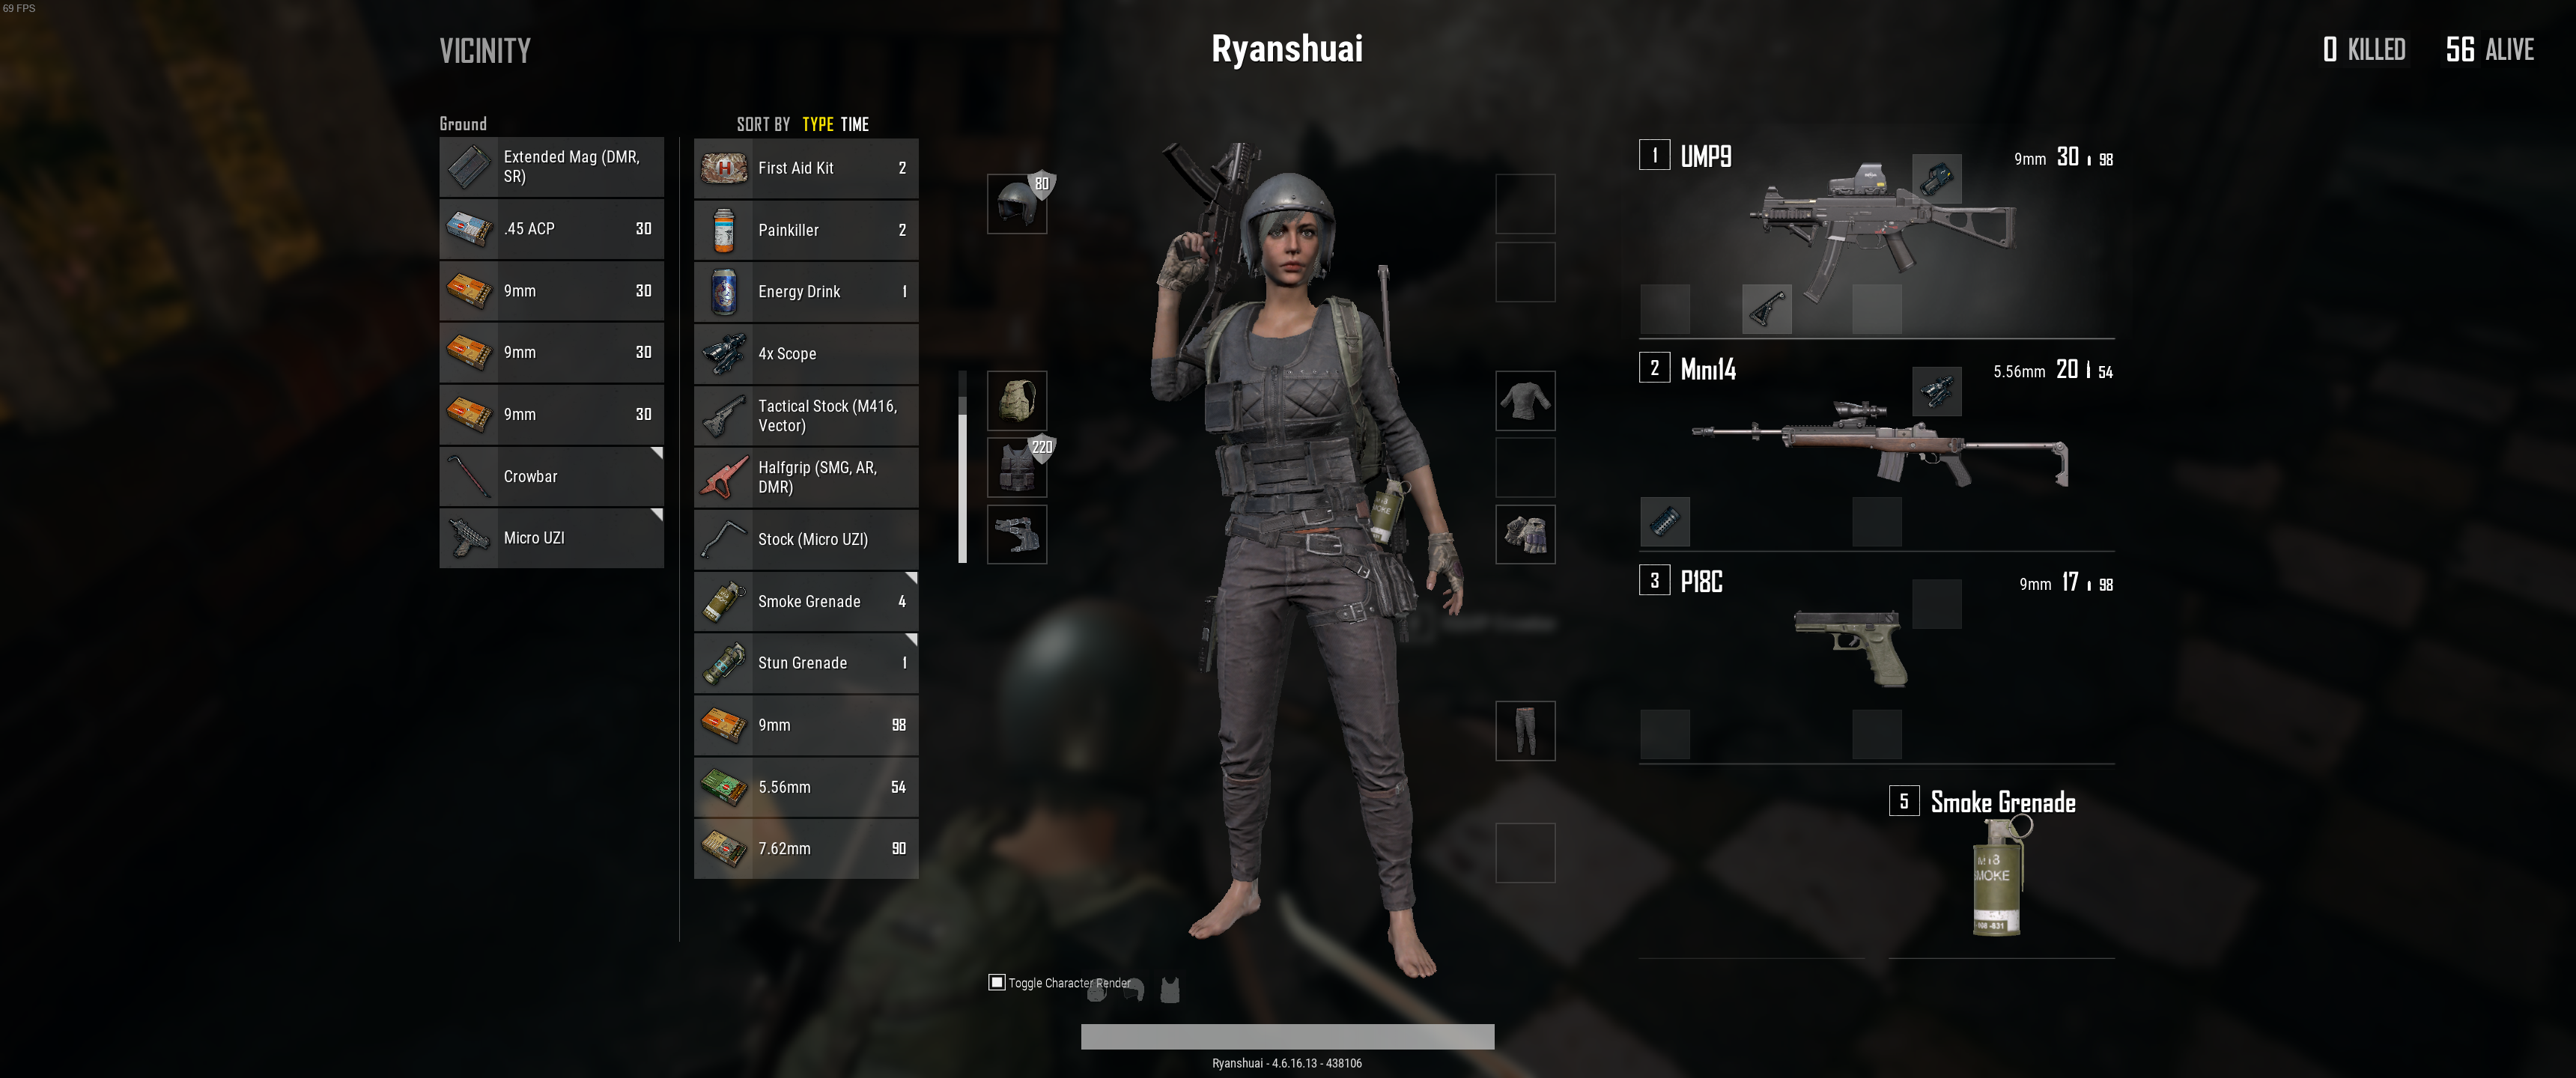 69 FPS
VICINITY
Ryanshuai
0 KILLED 56 ALIVE
Ground
Extended Mag (DMR,
SR)
.45 ACP 30
9mm 30
9mm 30
9mm 30
Crowbar
Micro UZI
SORT BY TYPE TIME
First Aid Kit 2
Painkiller 2
Energy Drink 1
4x Scope
Tactical Stock (M416,
Vector)
Halfgrip (SMG, AR,
DMR)
Stock (Micro UZI)
Smoke Grenade 4
Stun Grenade 1
9mm 98
5.56mm 54
7.62mm 90
80
220
1 UMP9 9mm 30 98
2 Mini14 5.56mm 20 54
3 P18C 9mm 17 98
5 Smoke Grenade
M18
SMOKE
Toggle Character Render
Ryanshuai - 4.6.16.13 - 438106